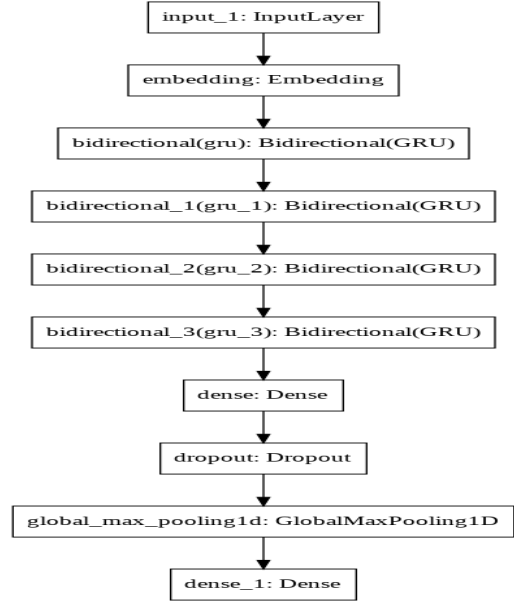 input_1: InputLayer
embedding: Embedding
bidirectional(gru): Bidirectional(GRU)
bidirectional_1(gru_1): Bidirectional(GRU)
bidirectional_2(gru_2): Bidirectional(GRU)
bidirectional_3(gru_3): Bidirectional(GRU)
dense: Dense
dropout: Dropout
global_max_pooling1d: GlobalMaxPooling1D
dense_1: Dense